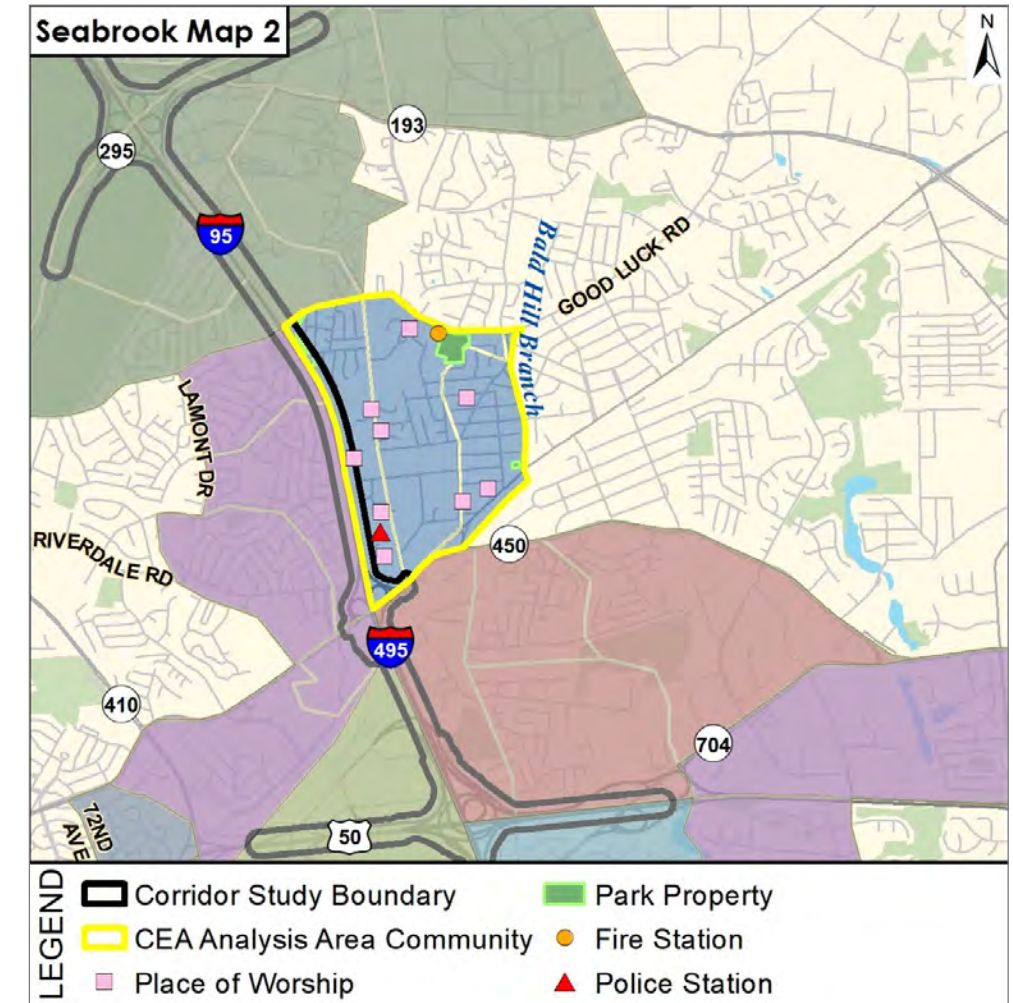 Seabrook Map 2
N
193
295
95
Bald Hill Branch
GOOD LUCK RD
LAMONT DR
RIVERDALE RD
450
495
410
704
72ND
AVE
50
LEGEND
Corridor Study Boundary
Park Property
CEA Analysis Area Community
Fire Station
Place of Worship
Police Station